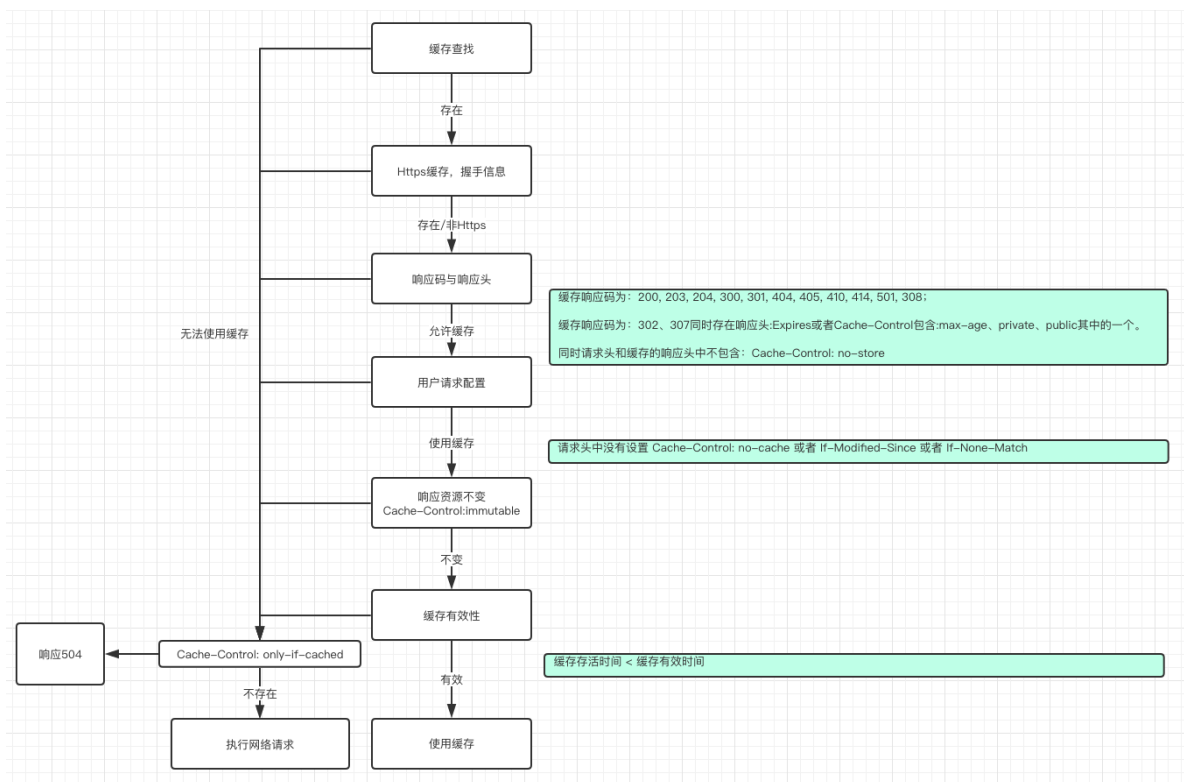 缓存查找
存在
Https缓存，握手信息
存在/非Https
响应码与响应头
缓存响应码为：200, 203, 204, 300, 301, 404, 405, 410, 414, 501, 308；
缓存响应码为：302、307同时存在响应头:Expires或者Cache-Control包含:max-age、private、public其中的一个。
同时请求头和缓存的响应头中不包含：Cache-Control: no-store
无法使用缓存
允许缓存
用户请求配置
使用缓存
请求头中没有设置 Cache-Control: no-cache 或者 If-Modified-Since 或者 If-None-Match
响应资源不变
Cache-Control:immutable
不变
缓存有效性
响应504
Cache-Control: only-if-cached
缓存存活时间 < 缓存有效时间
有效
不存在
执行网络请求
使用缓存